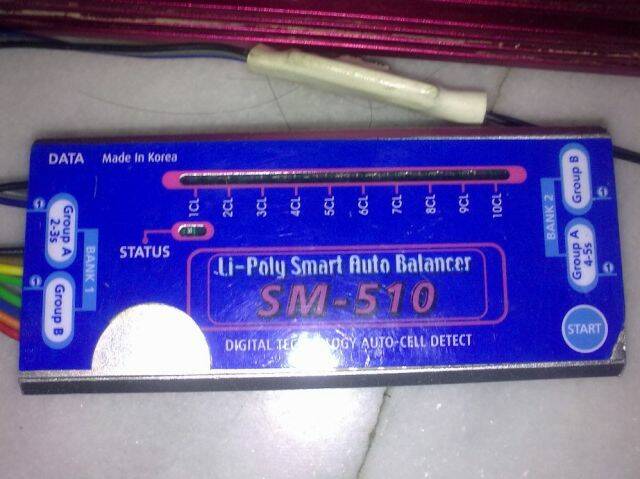 DATA Made In Korea
1CL 2CL 3CL 4CL 5CL 6CL 7CL 8CL 9CL 10CL
STATUS
Group A
2-3s
Group B
BANK 1
BANK 2
Group B
Group A
4-5s
Li-Poly Smart Auto Balancer
SM-510
DIGITAL TECHNOLOGY AUTO-CELL DETECT
START